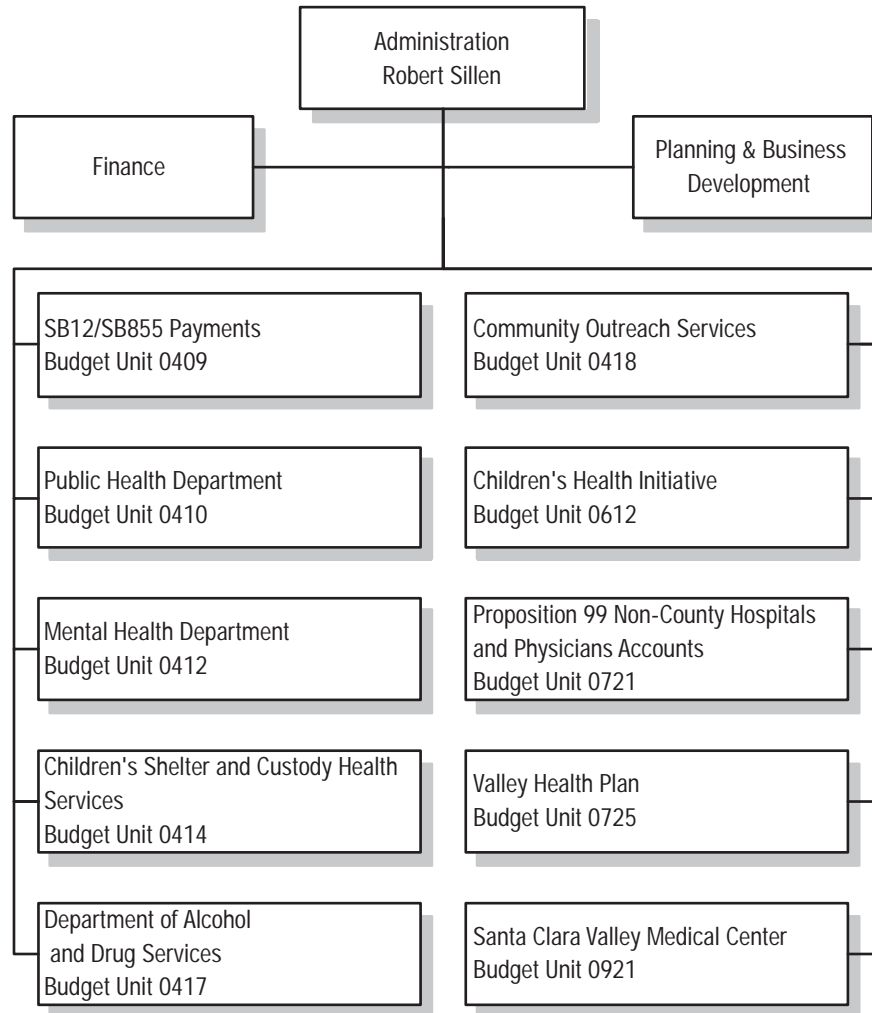 Administration
Robert Sillen
Finance
Planning & Business
Development
SB12/SB855 Payments
Budget Unit 0409
Public Health Department
Budget Unit 0410
Mental Health Department
Budget Unit 0412
Children's Shelter and Custody Health
Services
Budget Unit 0414
Department of Alcohol
and Drug Services
Budget Unit 0417
Community Outreach Services
Budget Unit 0418
Children's Health Initiative
Budget Unit 0612
Proposition 99 Non-County Hospitals
and Physicians Accounts
Budget Unit 0721
Valley Health Plan
Budget Unit 0725
Santa Clara Valley Medical Center
Budget Unit 0921